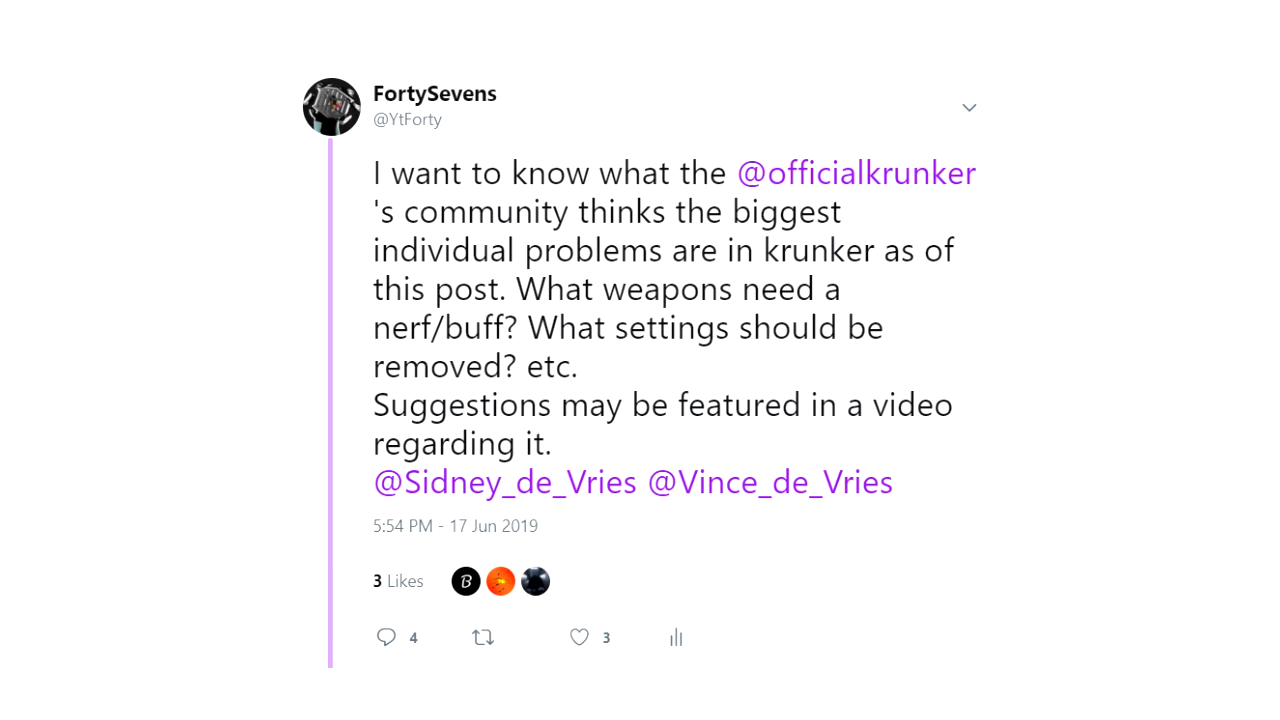 FortySevens
@YtForty
I want to know what the @officialkrunker
's community thinks the biggest
individual problems are in krunker as of
this post. What weapons need a
nerf/buff? What settings should be
removed? etc.
Suggestions may be featured in a video
regarding it.
@Sidney_de_Vries @Vince_de_Vries
5:54 PM - 17 Jun 2019
3 Likes B
4 3